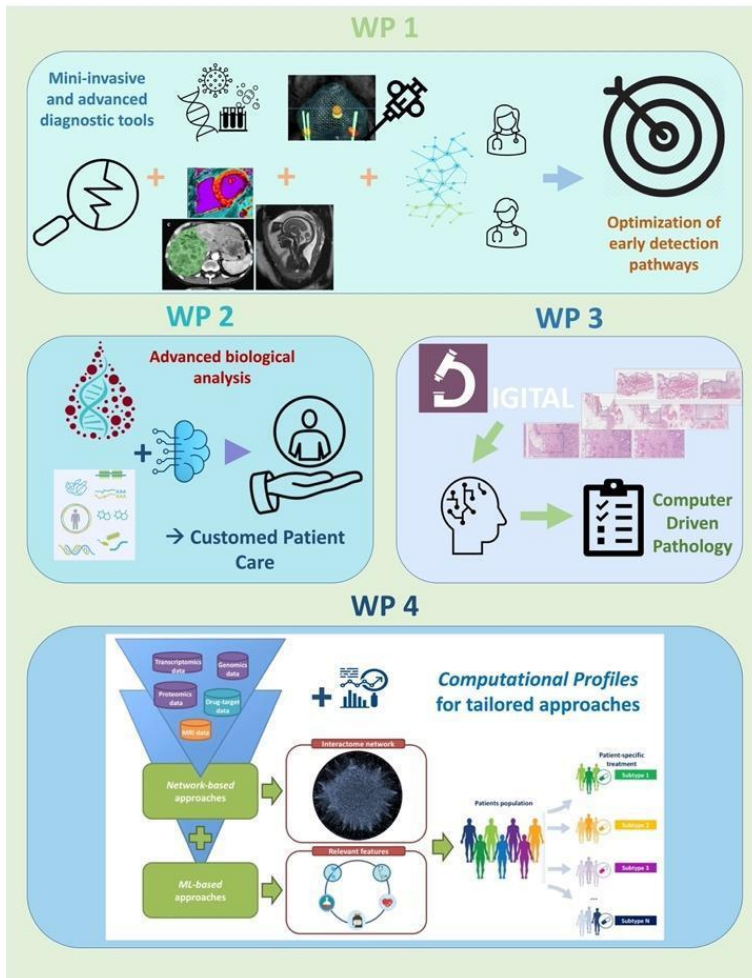 WP 1
Mini-invasive
and advanced
diagnostic tools
+
+
+
Optimization of
early detection
pathways
WP 2
Advanced biological
analysis
+
→ Customed Patient
Care
WP 3
DIGITAL
Computer
Driven
Pathology
WP 4
Transcriptomics
data
Genomics
data
Proteomics
data
Drug-target
data
MRI data
+
Computational Profiles
for tailored approaches
Network-based
approaches
Interactome network
ML-based
approaches
Relevant features
Patients population
Patient-specific
treatment
Subtype 1
Subtype 2
Subtype 3
...
Subtype N